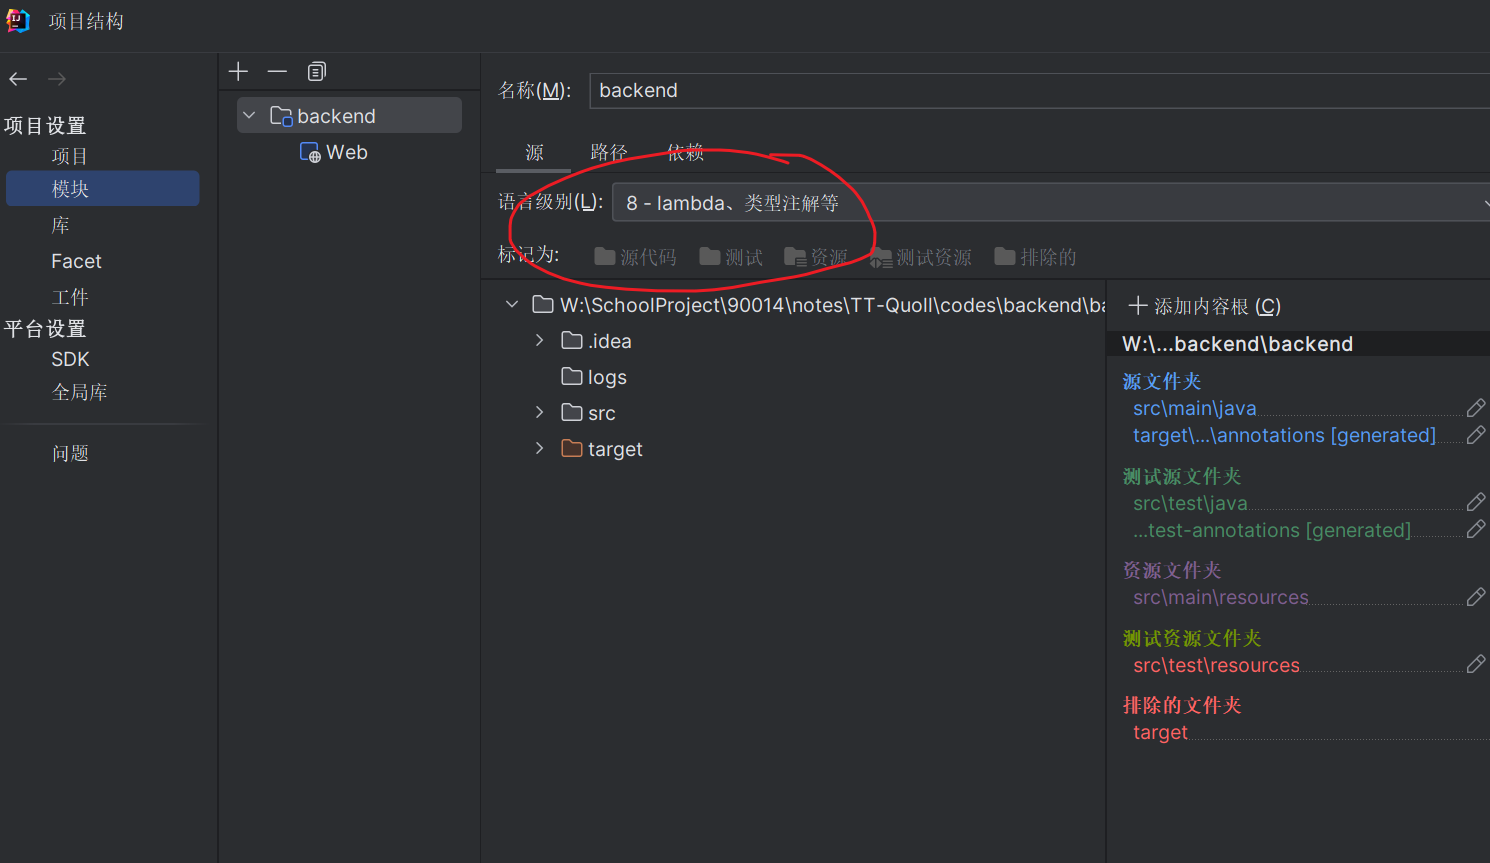 项目结构
项目设置
项目
模块
库
Facet
工件
平台设置
SDK
全局库
问题
backend
Web
名称(M):
backend
源 路径 依赖
语言级别(L):
8 - lambda、类型注解等
标记为:
源代码 测试 资源 测试资源 排除的
W:\SchoolProject\90014\notes\TT-Quoll\codes\backend\ba
.idea
logs
src
target
添加内容根 (C)
W:\...backend\backend
源文件夹
src\main\java
target\...\annotations [generated]
测试源文件夹
src\test\java
...test-annotations [generated]
资源文件夹
src\main\resources
测试资源文件夹
src\test\resources
排除的文件夹
target